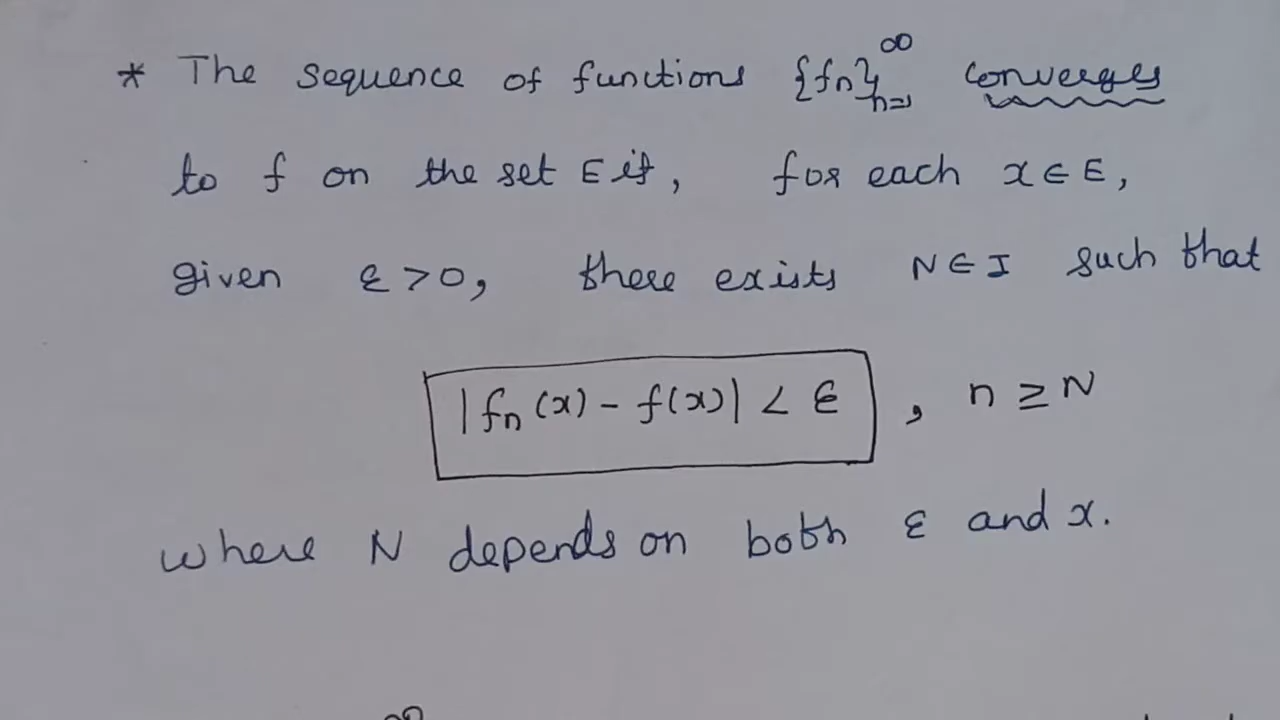 * The sequence of functions {fn}∞n=1 converges
to f on the set E if, for each x ∈ E,
given ε > 0, there exists N ∈ I such that
|fn(x) - f(x)| < ε, n ≥ N
where N depends on both ε and x.
∞